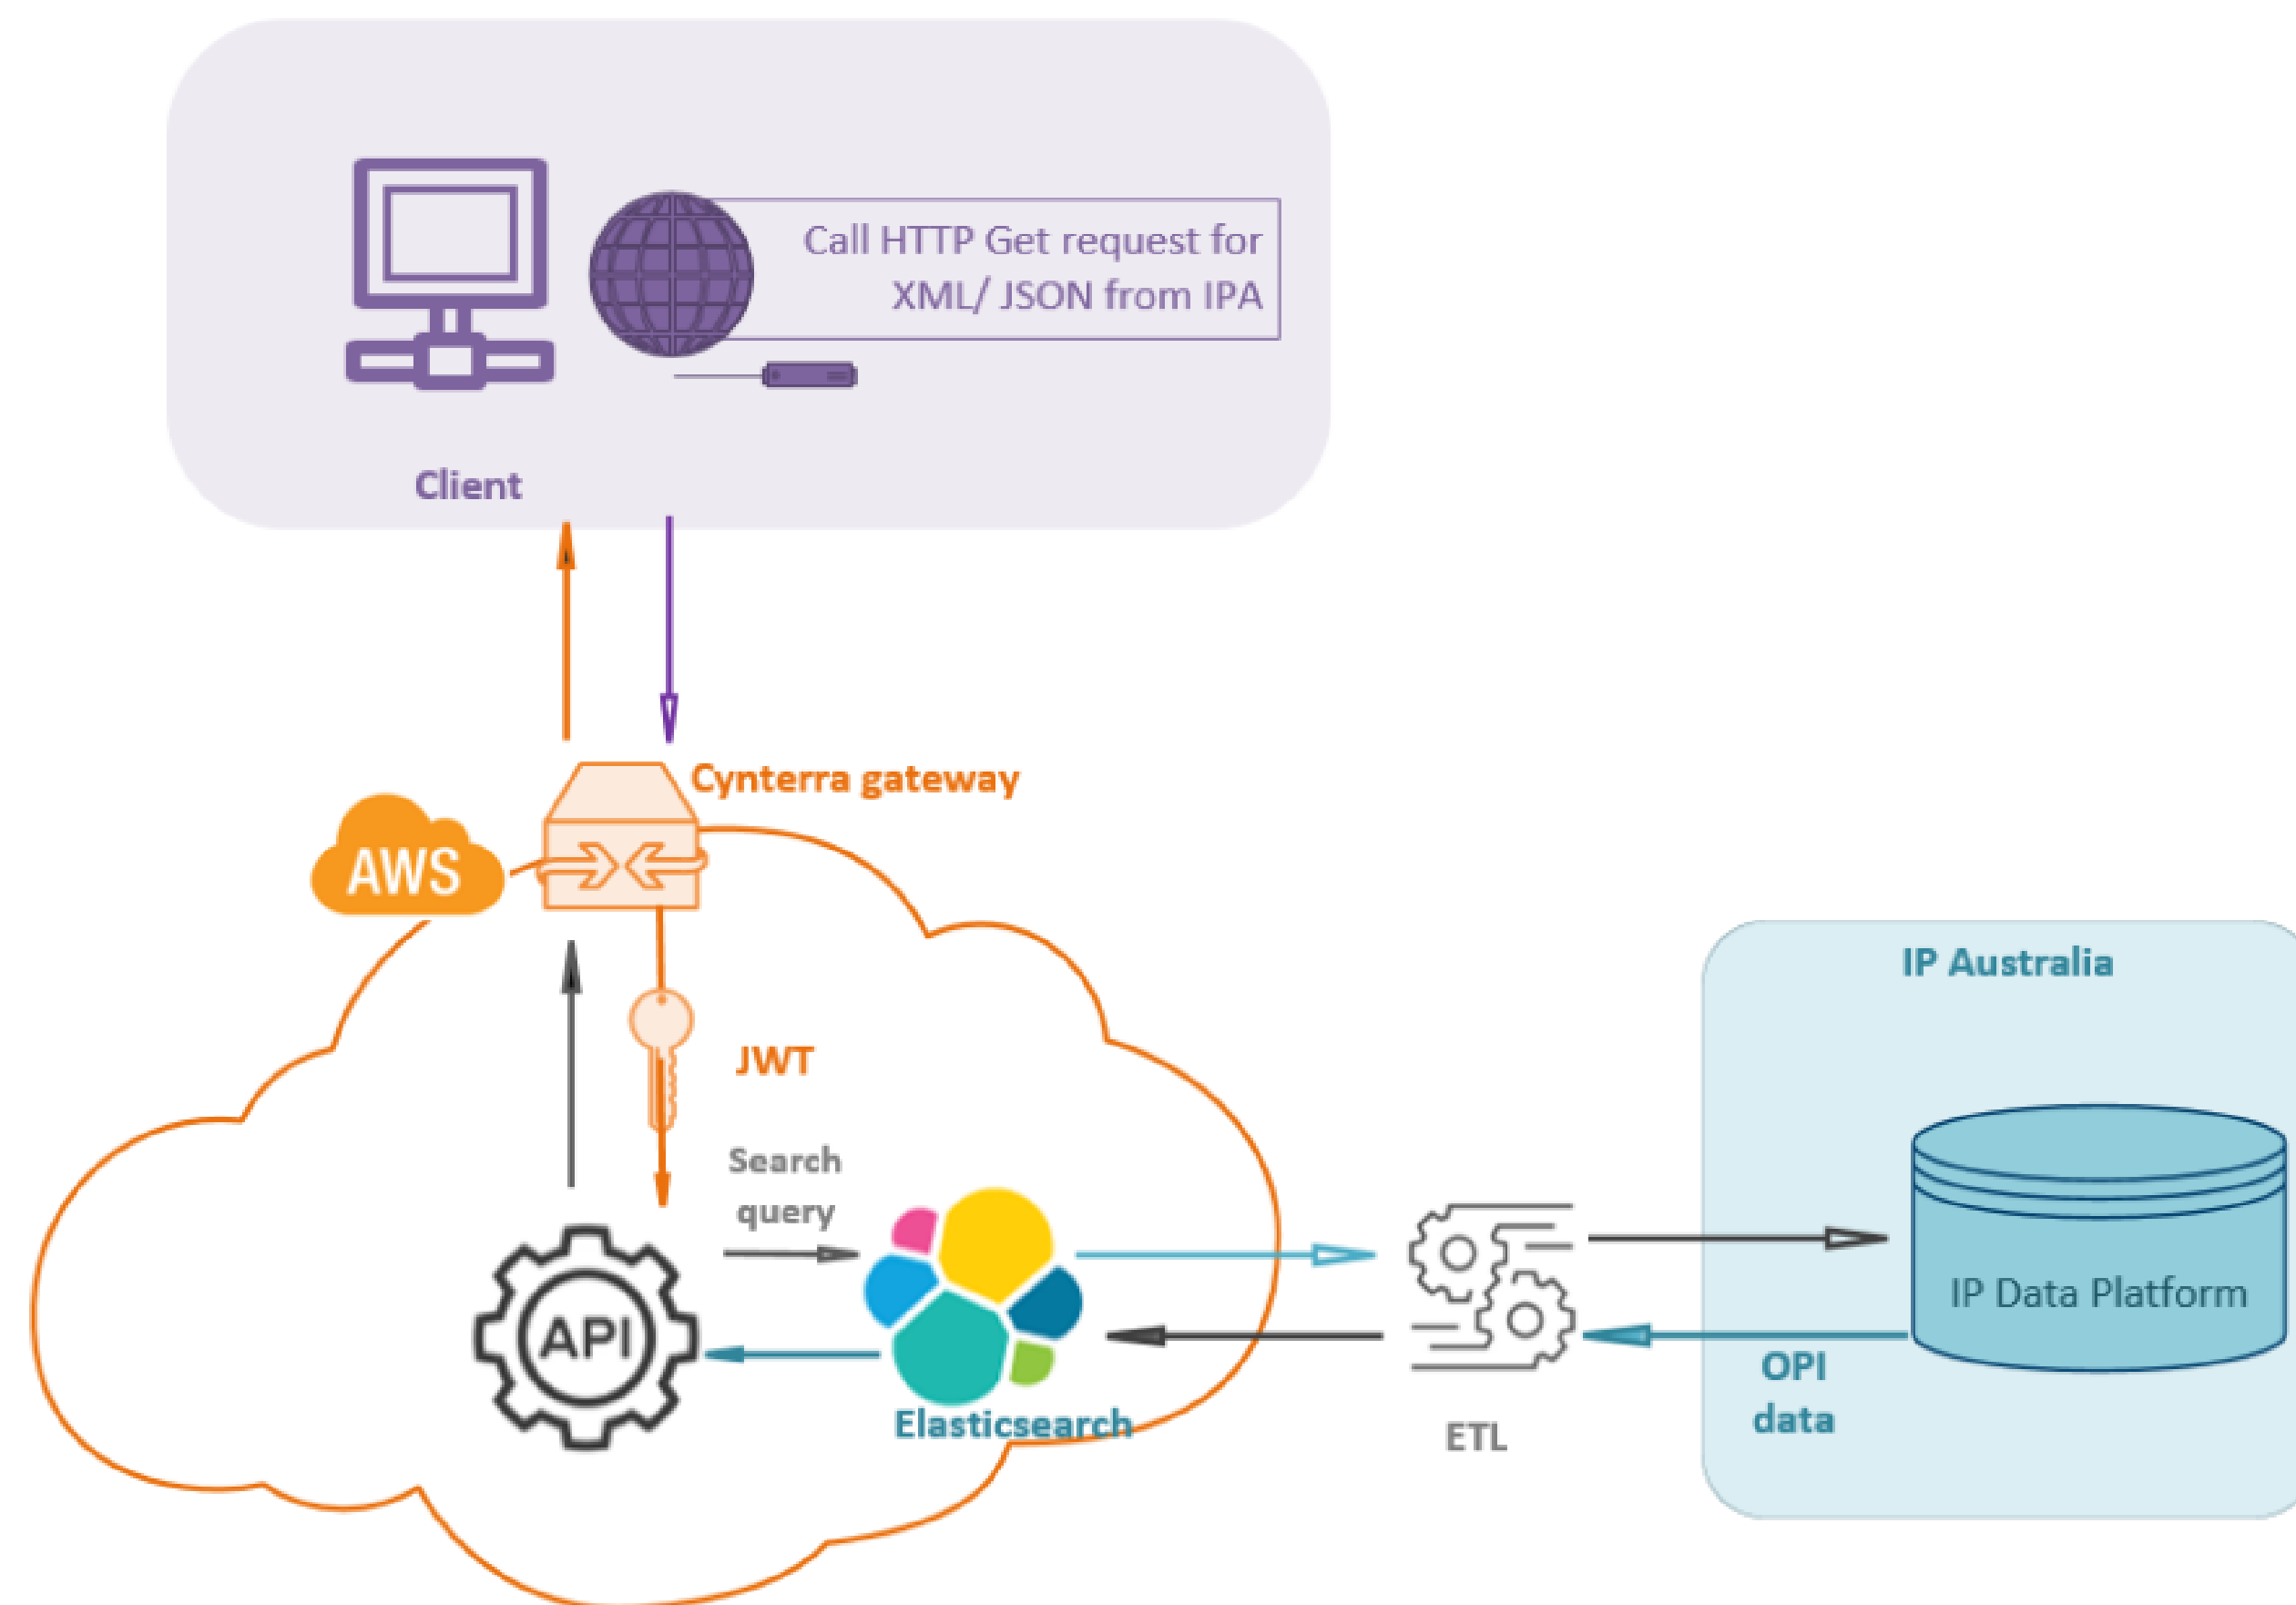 Call HTTP Get request for
XML/ JSON from IPA
Client
Cynterra gateway
AWS
IP Australia
JWT
Search
query
API
IP Data Platform
Elasticsearch
ETL
OPI
data